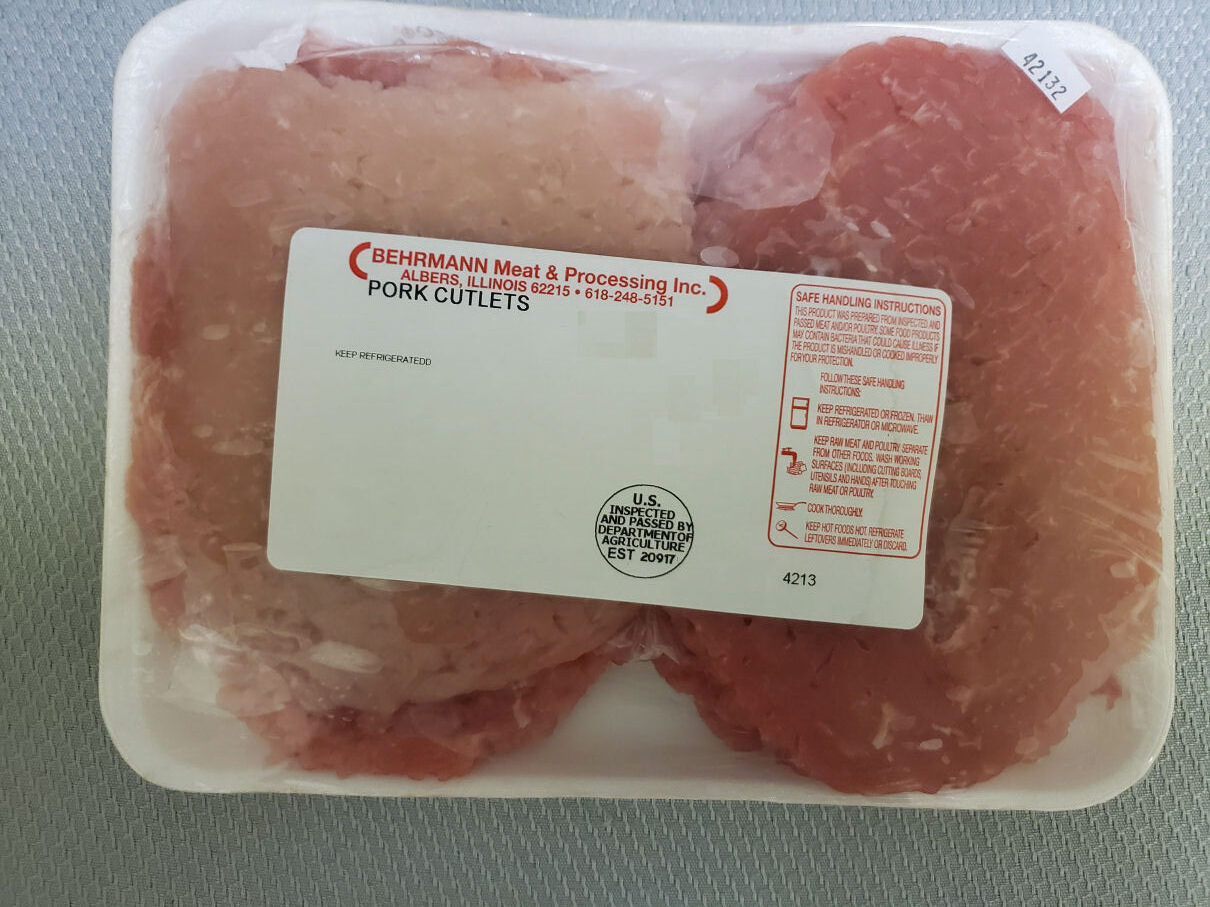 42132
BEHRMANN Meat & Processing Inc.
ALBERS, ILLINOIS 62215 • 618-248-5151
PORK CUTLETS
KEEP REFRIGERATEDD
SAFE HANDLING INSTRUCTIONS
THIS PRODUCT WAS PREPARED FROM INSPECTED AND
PASSED MEAT AND/OR POULTRY. SOME FOOD PRODUCTS
MAY CONTAIN BACTERIA THAT COULD CAUSE ILLNESS IF
THE PRODUCT IS MISHANDLED OR COOKED IMPROPERLY
FOR YOUR PROTECTION,
FOLLOW THESE SAFE HANDLING
INSTRUCTIONS:
KEEP REFRIGERATED OR FROZEN. THAW
IN REFRIGERATOR OR MICROWAVE.
KEEP RAW MEAT AND POULTRY SEPARATE
FROM OTHER FOODS. WASH WORKING
SURFACES (INCLUDING CUTTING BOARDS,
UTENSILS AND HANDS) AFTER TOUCHING
RAW MEAT OR POULTRY.
COOK THOROUGHLY.
KEEP HOT FOODS HOT. REFRIGERATE
LEFTOVERS IMMEDIATELY OR DISCARD.
U.S.
INSPECTED
AND PASSED BY
DEPARTMENT OF
AGRICULTURE
EST 20917
4213